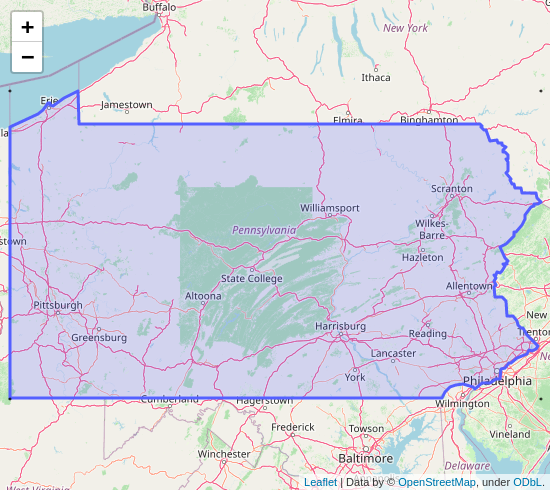 Buffalo
+
−
New York
Ithaca
Erie
Jamestown
Elmira
Binghamton
Scranton
Williamsport
Wilkes-
Barre
Pennsylvania
stown
Hazleton
State College
Allentown
Altoona
Pittsburgh
New
Trenton
Harrisburg
Reading
Greensburg
Lancaster
York
Philadelphia
Cumberland
Hagerstown
Wilmington
Frederick
Towson
Vineland
Winchester
Baltimore
Delaware
West Virginia
Leaflet | Data by © OpenStreetMap, under ODbL.